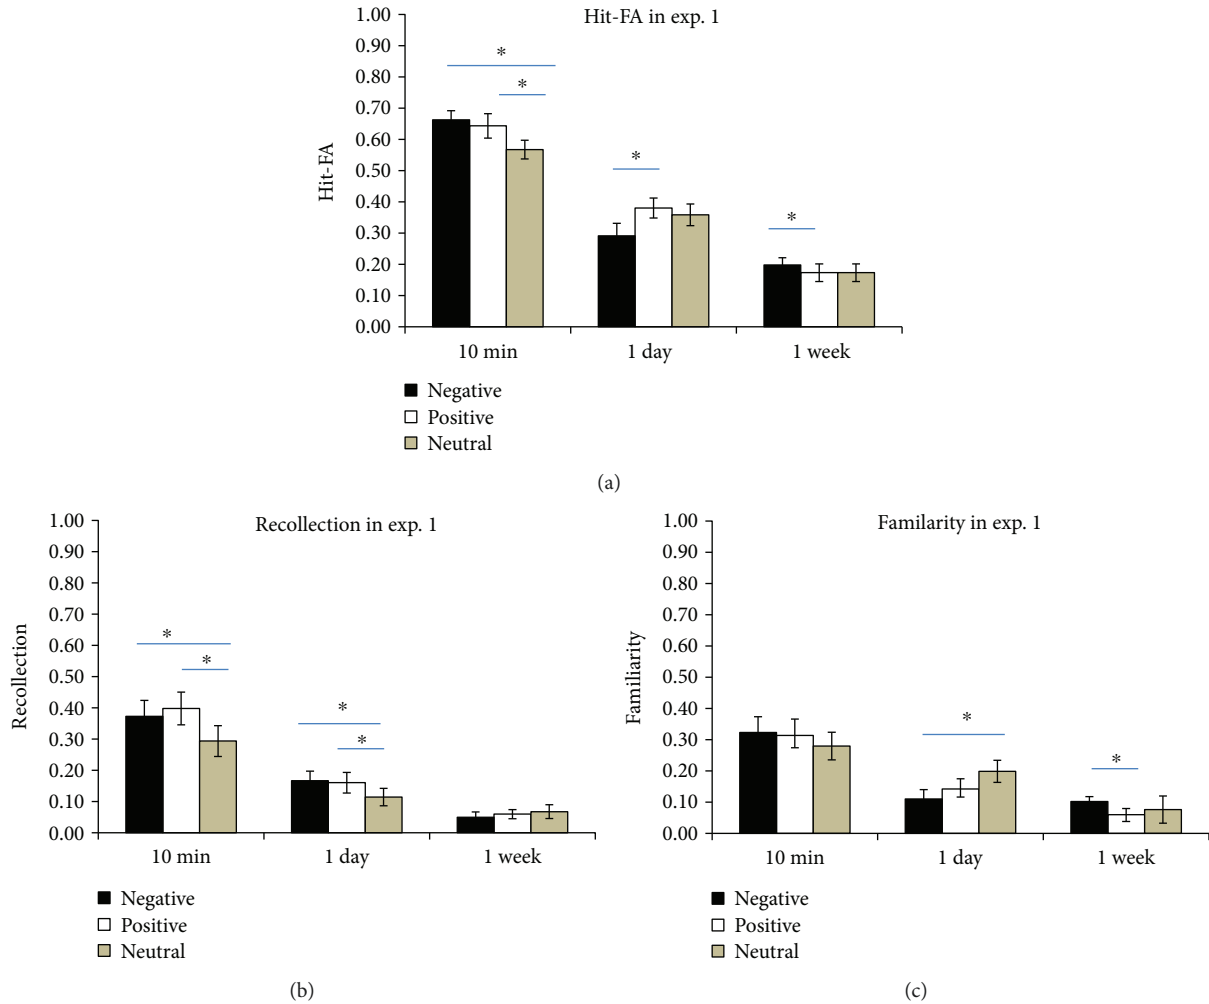 Hit-FA in exp. 1
1.00
0.90
0.80
0.70
0.60
0.50
0.40
0.30
0.20
0.10
0.00
Hit-FA
*
*
*
*
10 min 1 day 1 week
Negative
Positive
Neutral
(a)
Recollection in exp. 1
1.00
0.90
0.80
0.70
0.60
0.50
0.40
0.30
0.20
0.10
0.00
Recollection
*
*
*
*
10 min 1 day 1 week
Negative
Positive
Neutral
(b)
Familarity in exp. 1
1.00
0.90
0.80
0.70
0.60
0.50
0.40
0.30
0.20
0.10
0.00
Familiarity
*
*
10 min 1 day 1 week
Negative
Positive
Neutral
(c)